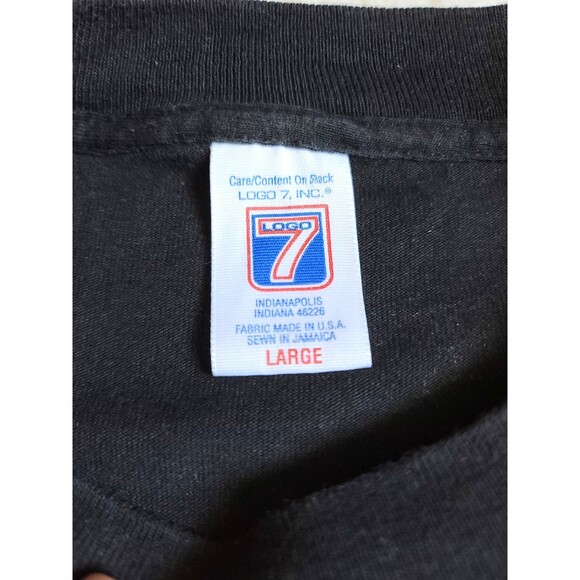 Care/Content On Back
LOGO 7, INC.®
LOGO
7
INDIANAPOLIS
INDIANA 46226
FABRIC MADE IN U.S.A.
SEWN IN JAMAICA
LARGE